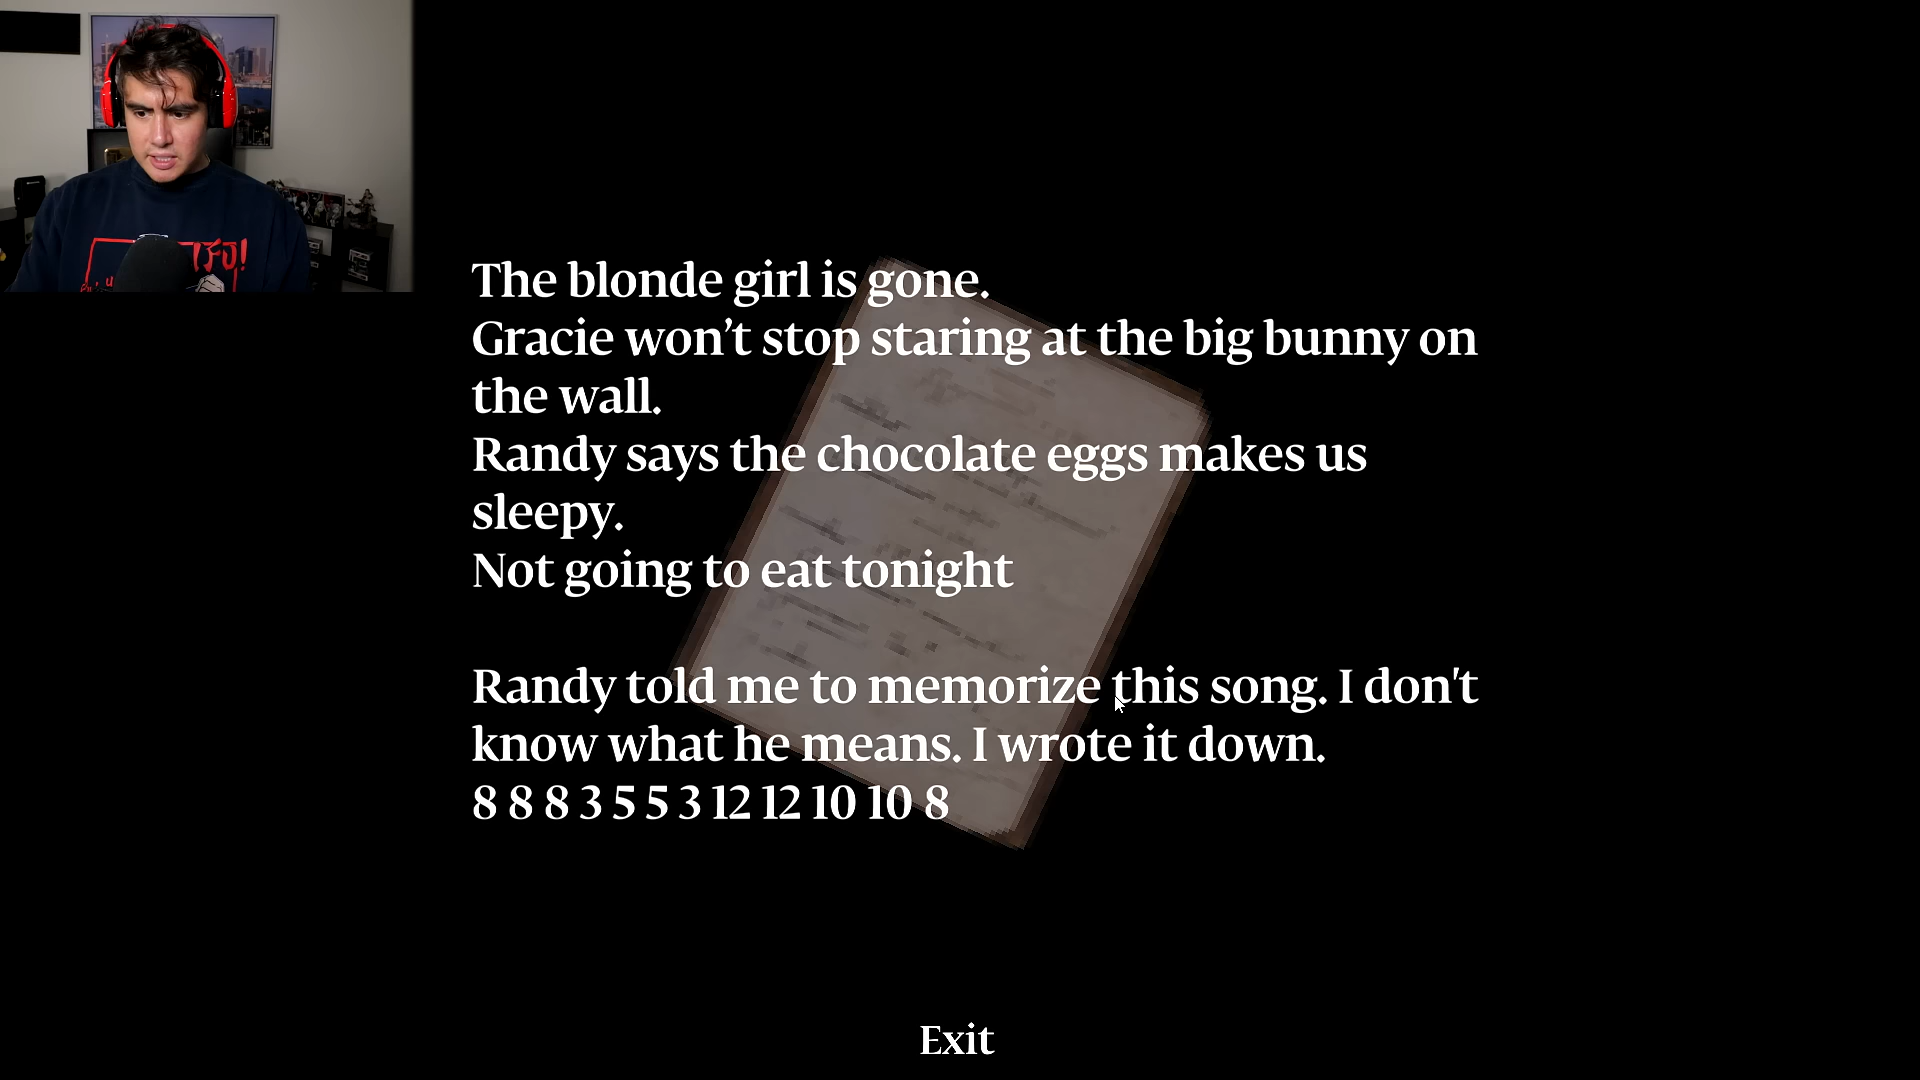 The blonde girl is gone.
Gracie won’t stop staring at the big bunny on
the wall.
Randy says the chocolate eggs makes us
sleepy.
Not going to eat tonight
Randy told me to memorize this song. I don't
know what he means. I wrote it down.
8 8 8 3 5 5 3 12 12 10 10 8
Exit